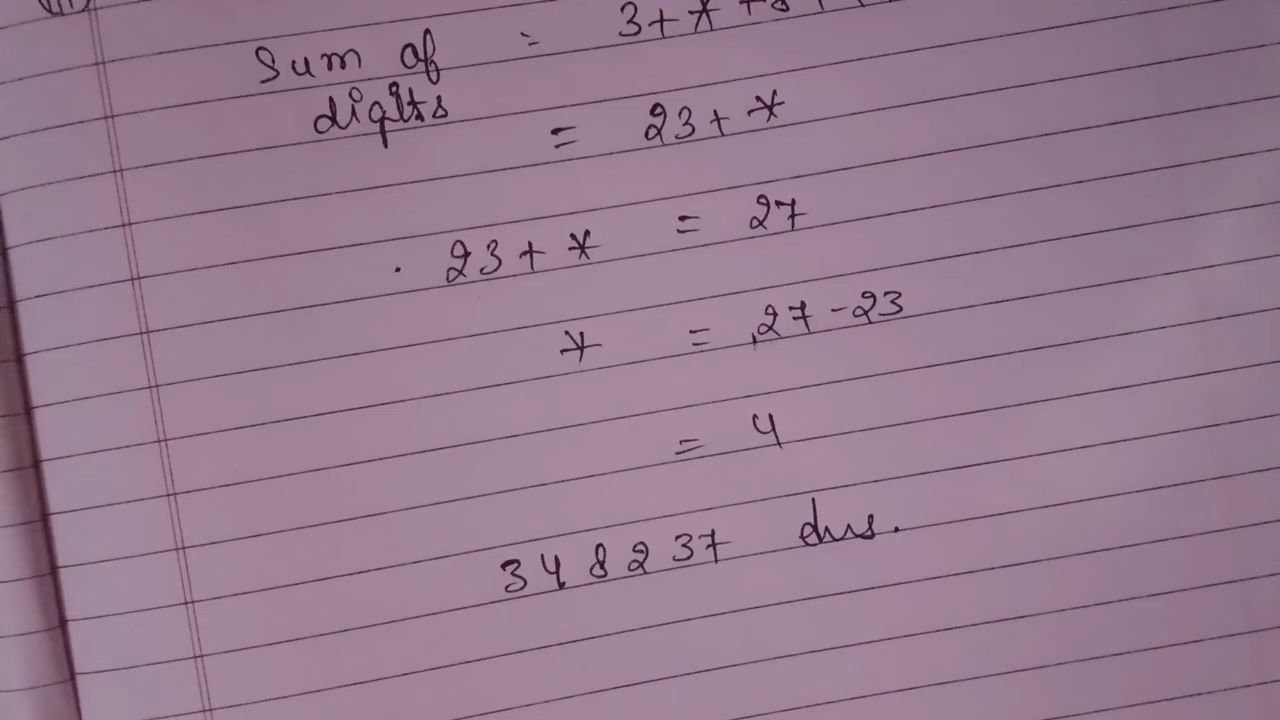 Sum of digits = 3 + * + 8
= 23 + *
23 + * = 27
* = 27 - 23
= 4
348237 Ans.